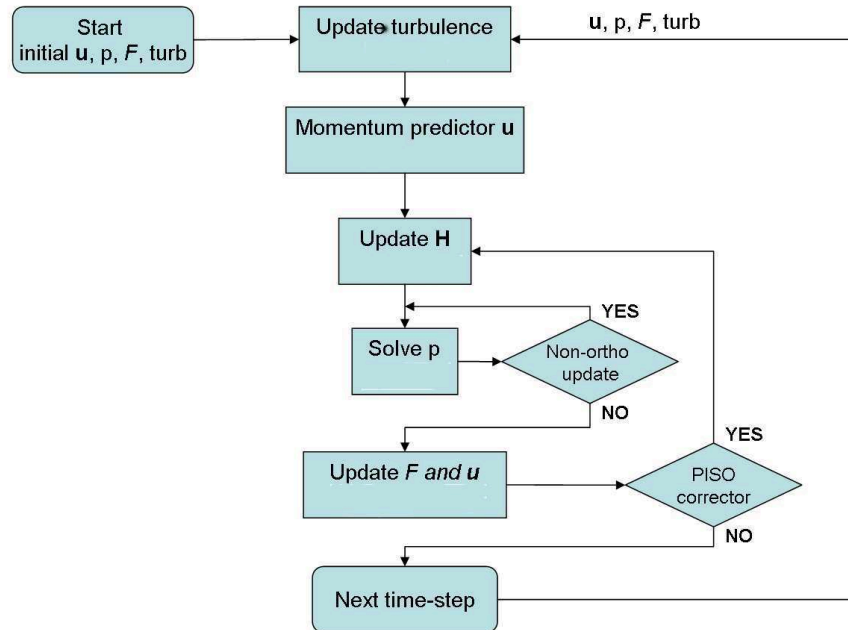 Start
initial u, p, F, turb
Update turbulence
u, p, F, turb
Momentum predictor u
Update H
YES
Solve p
Non-ortho
update
NO
YES
Update F and u
PISO
corrector
NO
Next time-step